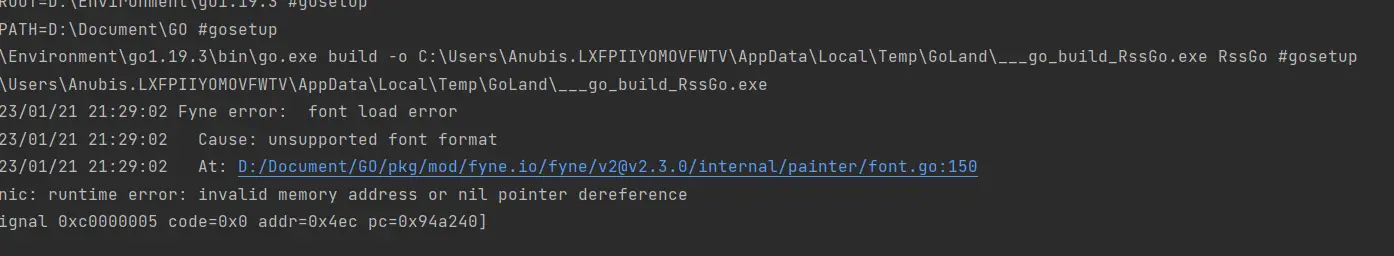 ROOT=D:\Environment\go1.19.3 #gosetup
PATH=D:\Document\GO #gosetup
\Environment\go1.19.3\bin\go.exe build -o C:\Users\Anubis.LXFPIIYOMOVFWTV\AppData\Local\Temp\GoLand\___go_build_RssGo.exe RssGo #gosetup
\Users\Anubis.LXFPIIYOMOVFWTV\AppData\Local\Temp\GoLand\___go_build_RssGo.exe
23/01/21 21:29:02 Fyne error:  font load error
23/01/21 21:29:02   Cause: unsupported font format
23/01/21 21:29:02   At: D:/Document/GO/pkg/mod/fyne.io/fyne/v2@v2.3.0/internal/painter/font.go:150
nic: runtime error: invalid memory address or nil pointer dereference
ignal 0xc0000005 code=0x0 addr=0x4ec pc=0x94a240]